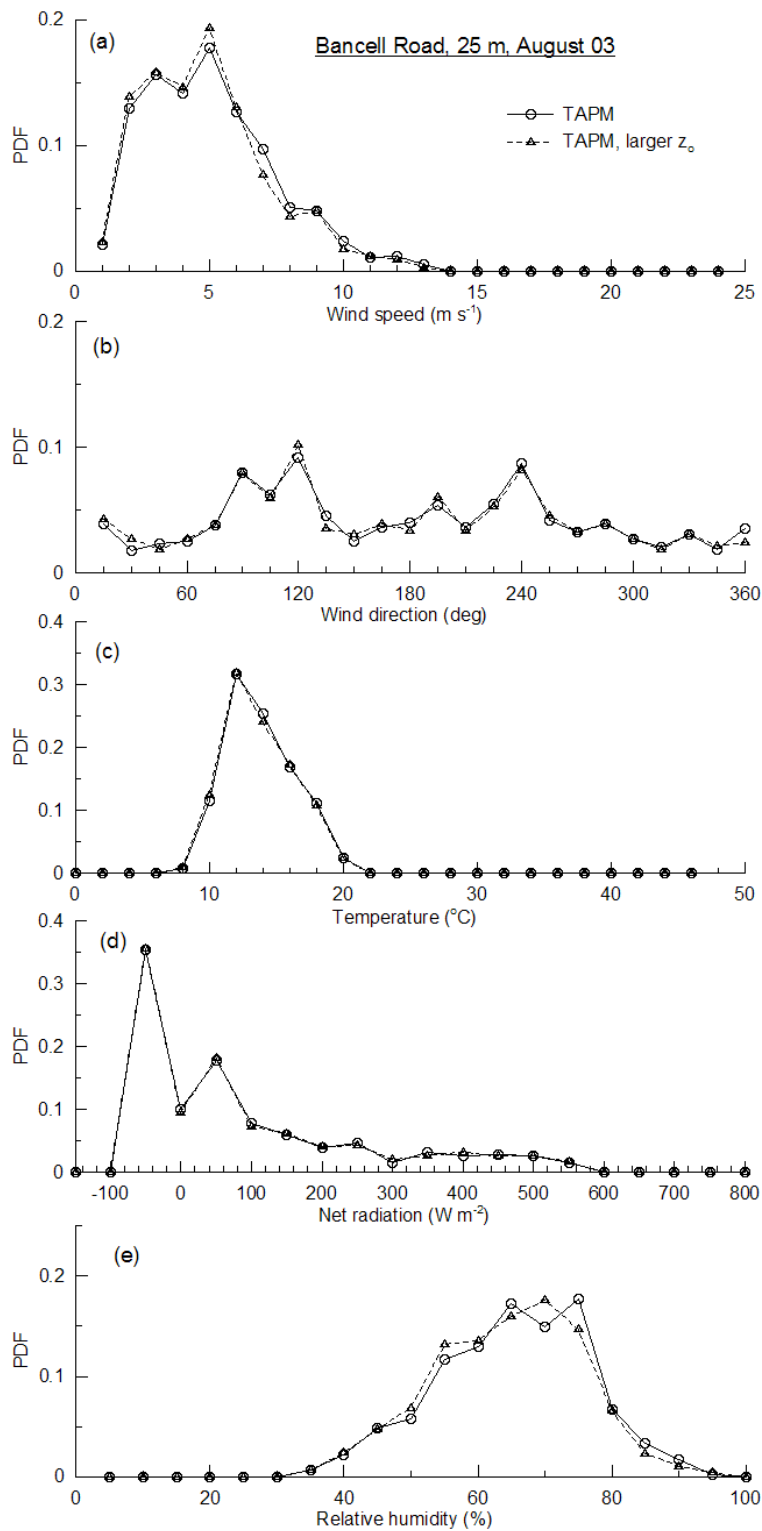 (a)
Bancell Road, 25 m, August 03
TAPM
TAPM, larger z₀
PDF
0.2
0.1
0
0 5 10 15 20 25
Wind speed (m s⁻¹)
(b)
PDF
0.2
0.1
0
0 60 120 180 240 300 360
Wind direction (deg)
(c)
PDF
0.4
0.3
0.2
0.1
0
0 10 20 30 40 50
Temperature (°C)
(d)
PDF
0.4
0.3
0.2
0.1
0
-100 0 100 200 300 400 500 600 700 800
Net radiation (W m⁻²)
(e)
PDF
0.2
0.1
0
0 20 40 60 80 100
Relative humidity (%)